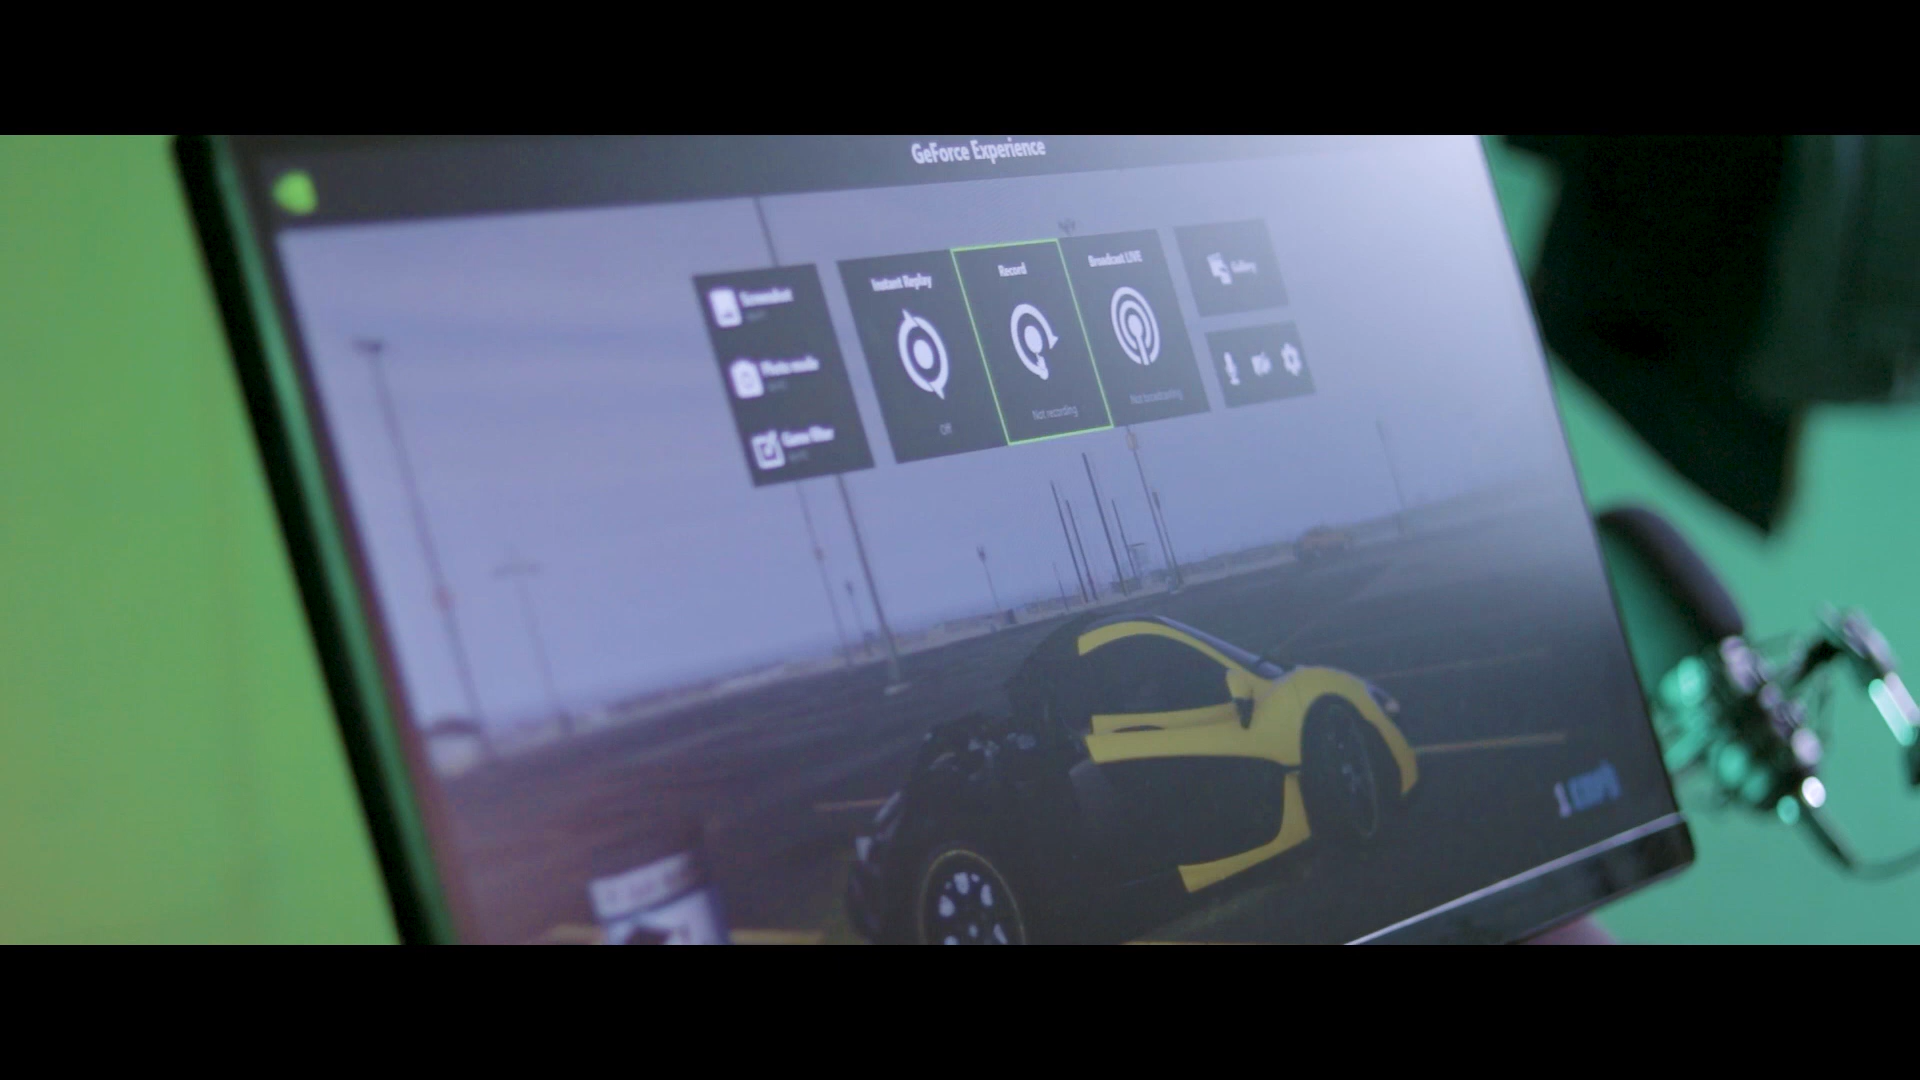 GeForce Experience
Screenshot
Photo mode
Game filter
Instant Replay
Off
Record
Not recording
Broadcast LIVE
Not broadcasting
Gallery